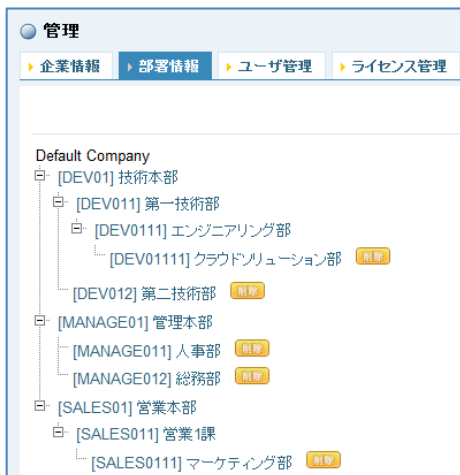 管理
企業情報 部署情報 ユーザ管理 ライセンス管理
Default Company
[DEV01] 技術本部
[DEV011] 第一技術部
[DEV0111] エンジニアリング部
[DEV01111] クラウドソリューション部 削除
[DEV012] 第二技術部 削除
[MANAGE01] 管理本部
[MANAGE011] 人事部 削除
[MANAGE012] 総務部 削除
[SALES01] 営業本部
[SALES011] 営業1課
[SALES0111] マーケティング部 削除